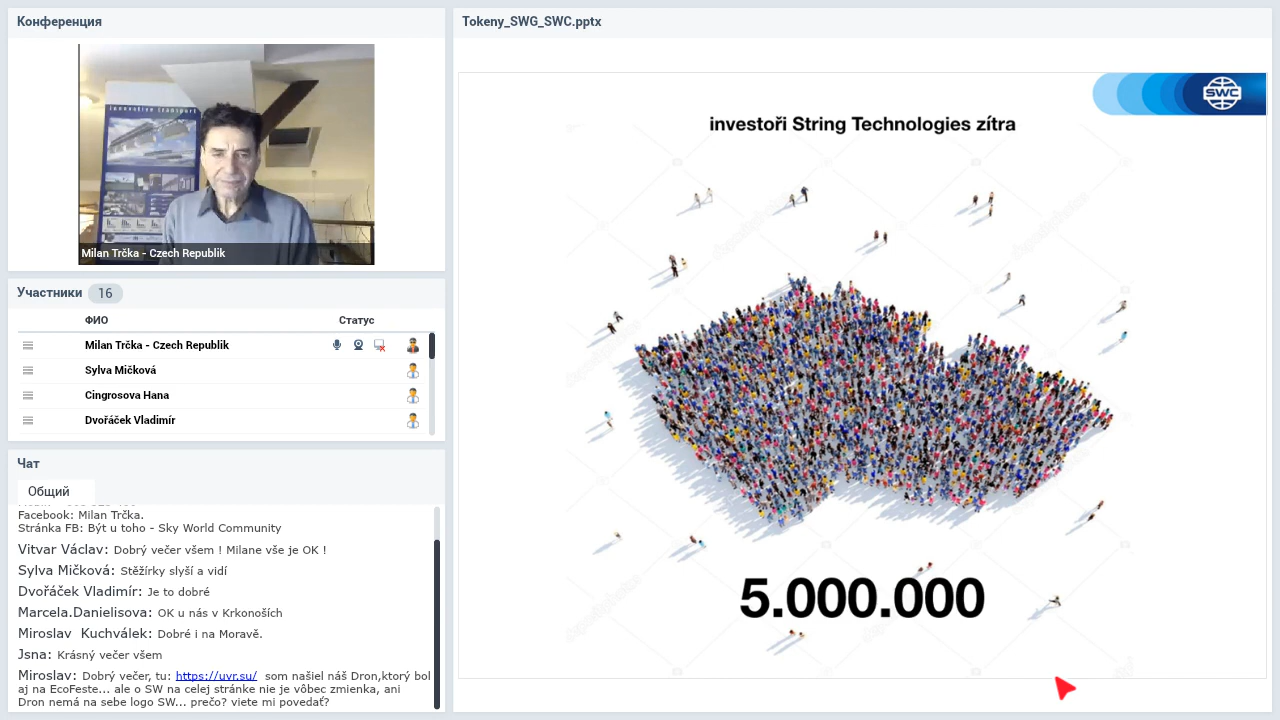 Конференция
innovative transport
Milan Trčka - Czech Republik
Участники 16
ФИО Статус
Milan Trčka - Czech Republik
Sylva Mičková
Cingrosova Hana
Dvořáček Vladimír
Чат
Общий
Facebook: Milan Trčka.
Stránka FB: Být u toho - Sky World Community
Vitvar Václav: Dobrý večer všem ! Milane vše je OK !
Sylva Mičková: Stěžírky slyší a vidí
Dvořáček Vladimír: Je to dobré
Marcela.Danielisova: OK u nás v Krkonoších
Miroslav Kuchválek: Dobré i na Moravě.
Jsna: Krásný večer všem
Miroslav: Dobrý večer, tu: https://uvr.su/ som našiel náš Dron,ktorý bol
aj na EcoFeste... ale o SW na celej stránke nie je vôbec zmienka, ani
Dron nemá na sebe logo SW... prečo? viete mi povedať?
Tokeny_SWG_SWC.pptx
SWC
investoři String Technologies zítra
5.000.000